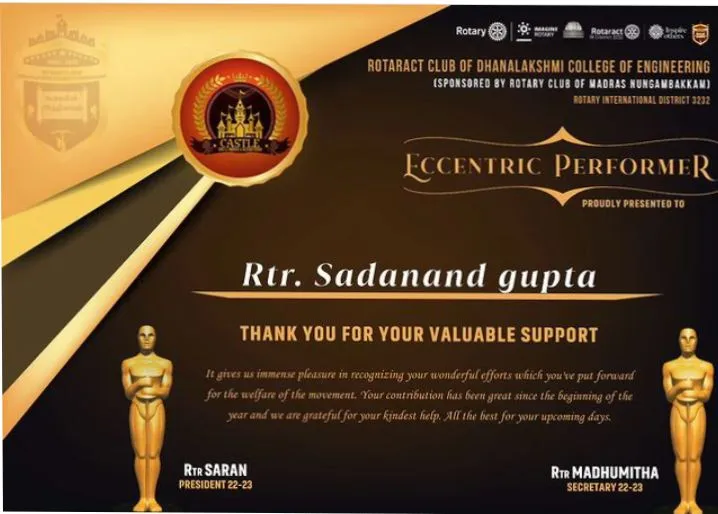 Rotary IMAGINE ROTARY Rotaract Inspire others
ROTARACT CLUB OF DHANALAKSHMI COLLEGE OF ENGINEERING
(SPONSORED BY ROTARY CLUB OF MADRAS NUNGAMBAKKAM)
ROTARY INTERNATIONAL DISTRICT 3232
CASTLE
ECCENTRIC PERFORMER
PROUDLY PRESENTED TO
Rtr. Sadanand gupta
THANK YOU FOR YOUR VALUABLE SUPPORT
It gives us immense pleasure in recognizing your wonderful efforts which you've put forward
for the welfare of the movement. Your contribution has been great since the beginning of the
year and we are grateful for your kindest help. All the best for your upcoming days.
RTR SARAN
PRESIDENT 22-23
RTR MADHUMITHA
SECRETARY 22-23